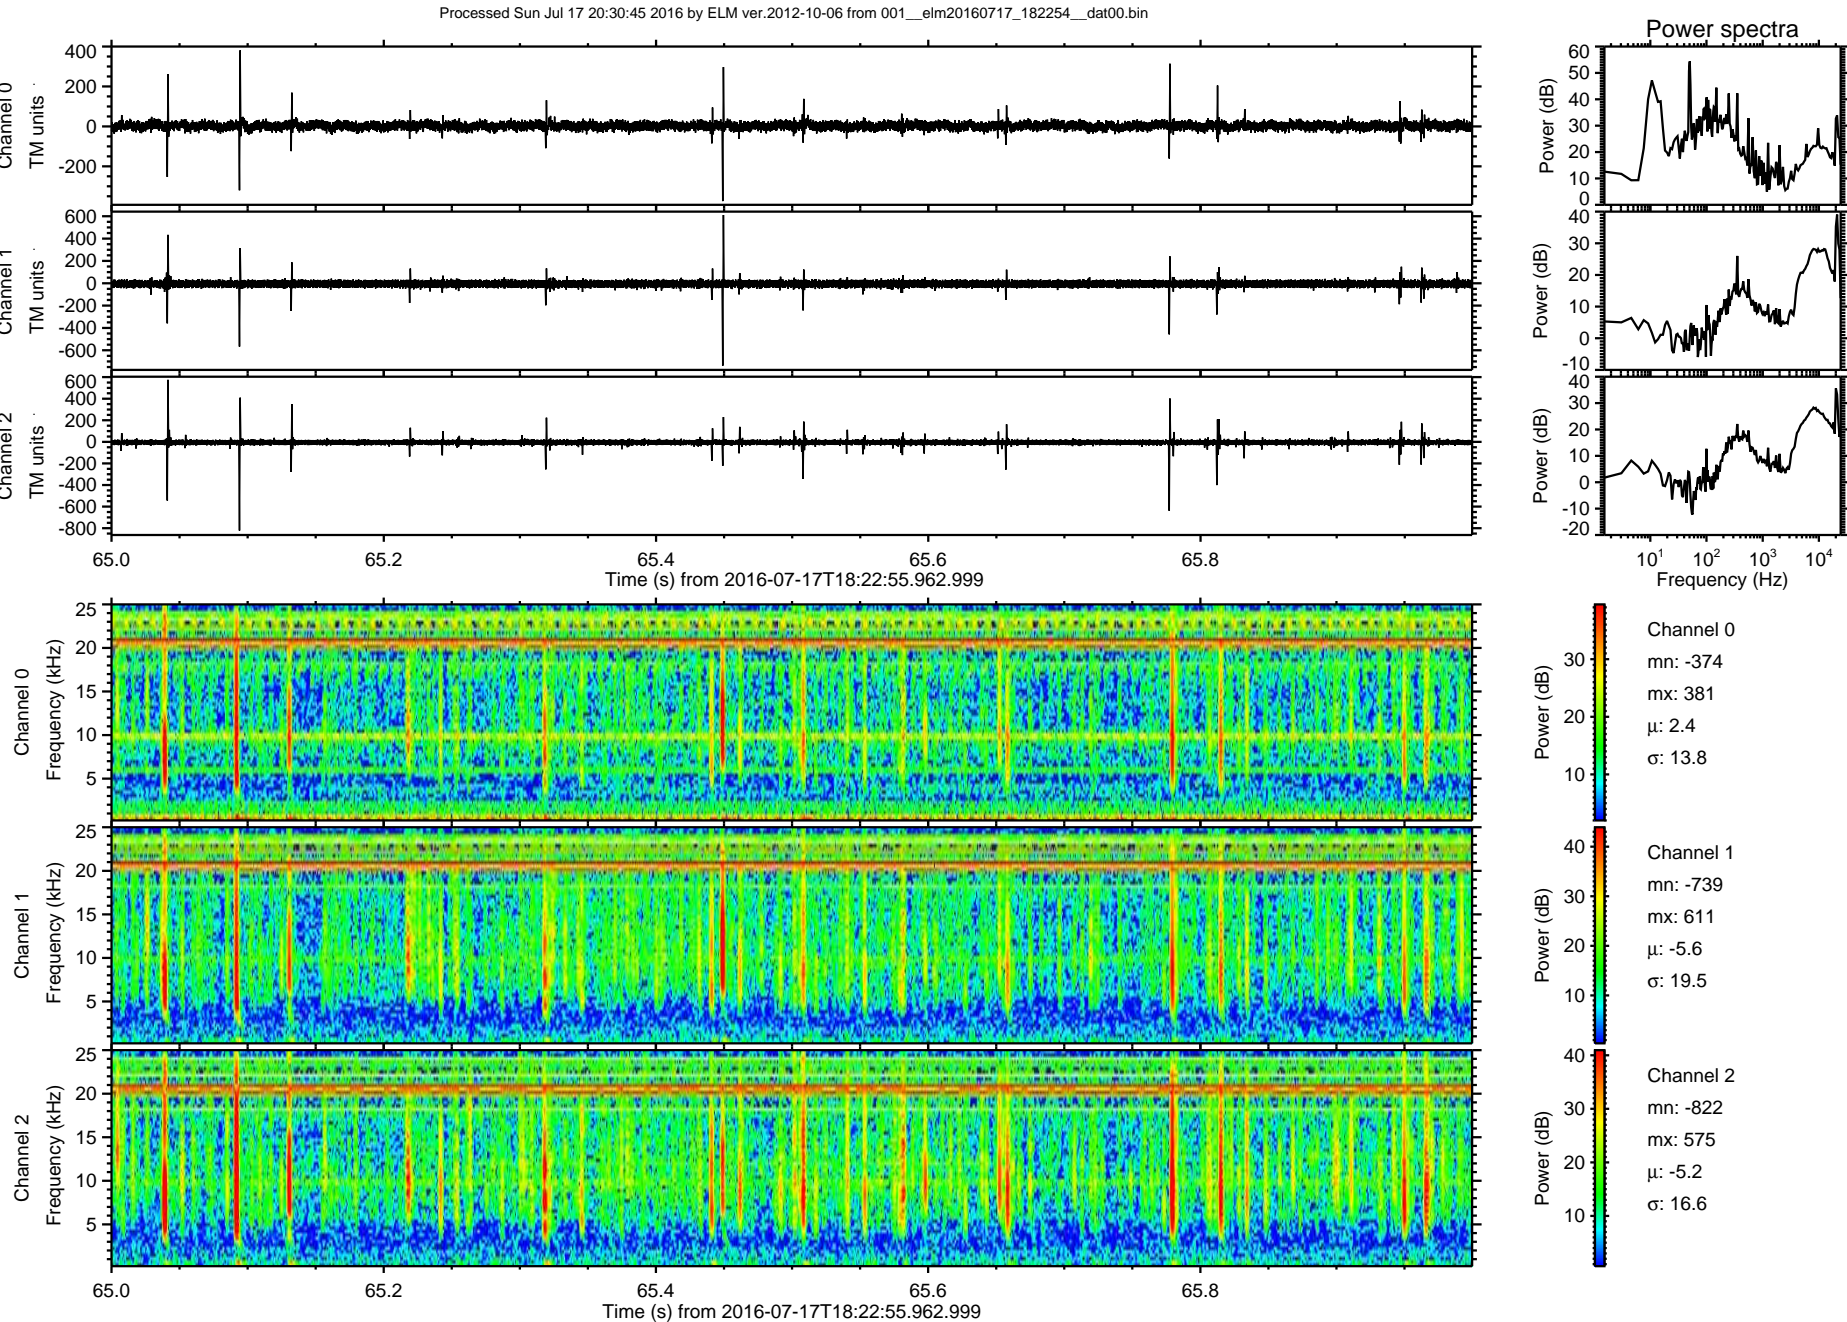 Processed Sun Jul 17 20:30:45 2016 by ELM ver.2012-10-06 from 001__elm20160717_182254__dat00.bin
Power spectra
Channel 0
TM units
400
200
0
-200
Power (dB)
60
50
40
30
20
10
0
Channel 1
TM units
600
400
200
0
-200
-400
-600
Power (dB)
40
30
20
10
0
-10
Channel 2
TM units
600
400
200
0
-200
-400
-600
-800
Power (dB)
40
30
20
10
0
-10
-20
65.0 65.2 65.4 65.6 65.8
Time (s) from 2016-07-17T18:22:55.962.999
10^1 10^2 10^3 10^4
Frequency (Hz)
Channel 0
Frequency (kHz)
25
20
15
10
5
Power (dB)
30
20
10
Channel 0
mn: -374
mx: 381
μ: 2.4
σ: 13.8
Channel 1
Frequency (kHz)
25
20
15
10
5
Power (dB)
40
30
20
10
Channel 1
mn: -739
mx: 611
μ: -5.6
σ: 19.5
Channel 2
Frequency (kHz)
25
20
15
10
5
Power (dB)
40
30
20
10
Channel 2
mn: -822
mx: 575
μ: -5.2
σ: 16.6
65.0 65.2 65.4 65.6 65.8
Time (s) from 2016-07-17T18:22:55.962.999